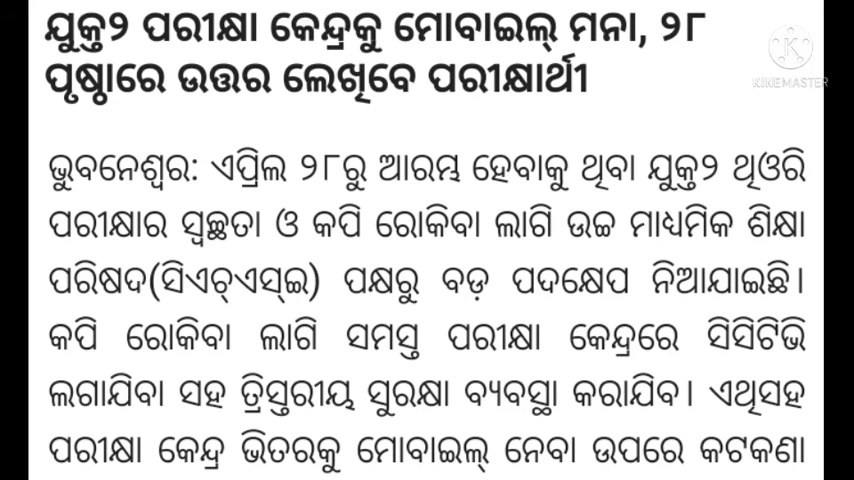 ଯୁକ୍ତ୨ ପରୀକ୍ଷା କେନ୍ଦ୍ରକୁ ମୋବାଇଲ୍ ମନା, ୨୮
ପୃଷ୍ଠାରେ ଉତ୍ତର ଲେଖିବେ ପରୀକ୍ଷାର୍ଥୀ
KINEMASTER
ଭୁବନେଶ୍ୱର: ଏପ୍ରିଲ ୨୮ରୁ ଆରମ୍ଭ ହେବାକୁ ଥିବା ଯୁକ୍ତ୨ ଥିଓରି
ପରୀକ୍ଷାର ସ୍ୱଚ୍ଛତା ଓ କପି ରୋକିବା ଲାଗି ଉଚ୍ଚ ମାଧ୍ୟମିକ ଶିକ୍ଷା
ପରିଷଦ(ସିଏଚ୍‌ଏସ୍‌ଇ) ପକ୍ଷରୁ ବଡ଼ ପଦକ୍ଷେପ ନିଆଯାଇଛି।
କପି ରୋକିବା ଲାଗି ସମସ୍ତ ପରୀକ୍ଷା କେନ୍ଦ୍ରରେ ସିସିଟିଭି
ଲଗାଯିବା ସହ ତ୍ରିସ୍ତରୀୟ ସୁରକ୍ଷା ବ୍ୟବସ୍ଥା କରାଯିବ। ଏଥିସହ
ପରୀକ୍ଷା କେନ୍ଦ୍ର ଭିତରକୁ ମୋବାଇଲ୍ ନେବା ଉପରେ କଟକଣା